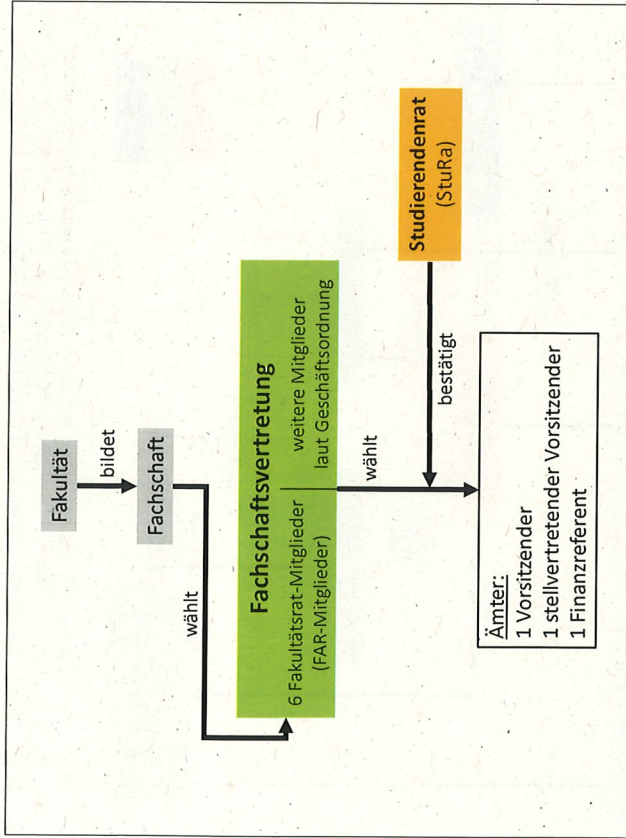 Fakultät
bildet
Fachschaft
wählt
Fachschaftsvertretung
6 Fakultätsrat-Mitglieder
(FAR-Mitglieder)
weitere Mitglieder
laut Geschäftsordnung
wählt
Studierendenrat
(StuRa)
bestätigt
Ämter:
1 Vorsitzender
1 stellvertretender Vorsitzender
1 Finanzreferent